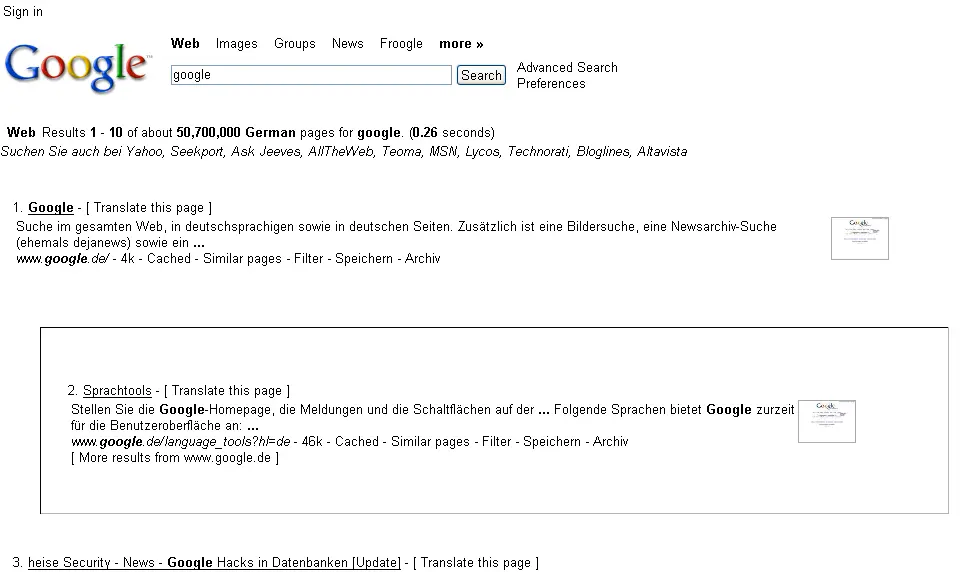 Sign in
Web Images Groups News Froogle more »
Google™
google Search Advanced Search
Preferences
Web Results 1 - 10 of about 50,700,000 German pages for google. (0.26 seconds)
Suchen Sie auch bei Yahoo, Seekport, Ask Jeeves, AllTheWeb, Teoma, MSN, Lycos, Technorati, Bloglines, Altavista
1. Google - [ Translate this page ]
Suche im gesamten Web, in deutschsprachigen sowie in deutschen Seiten. Zusätzlich ist eine Bildersuche, eine Newsarchiv-Suche
(ehemals dejanews) sowie ein ...
www.google.de/ - 4k - Cached - Similar pages - Filter - Speichern - Archiv
2. Sprachtools - [ Translate this page ]
Stellen Sie die Google-Homepage, die Meldungen und die Schaltflächen auf der ... Folgende Sprachen bietet Google zurzeit
für die Benutzeroberfläche an: ...
www.google.de/language_tools?hl=de - 46k - Cached - Similar pages - Filter - Speichern - Archiv
[ More results from www.google.de ]
3. heise Security - News - Google Hacks in Datenbanken [Update] - [ Translate this page ]